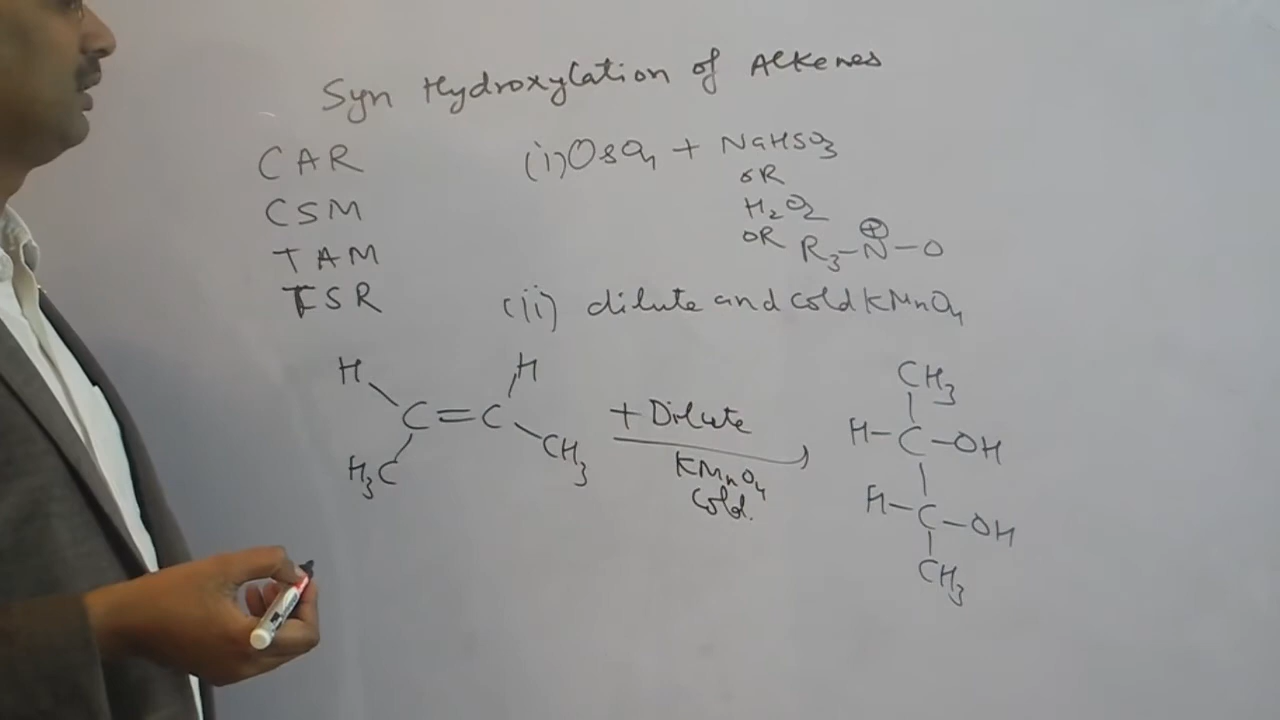 Syn Hydroxylation of Alkenes
CAR
CSM
TAM
TSR
(i) OsO4 + NaHSO3
OR
H2O2
OR R3-N⊕-O
(ii) dilute and cold KMnO4
H H
C=C
H3C CH3
+ Dilute
KMnO4
Cold.
CH3
H-C-OH
H-C-OH
CH3